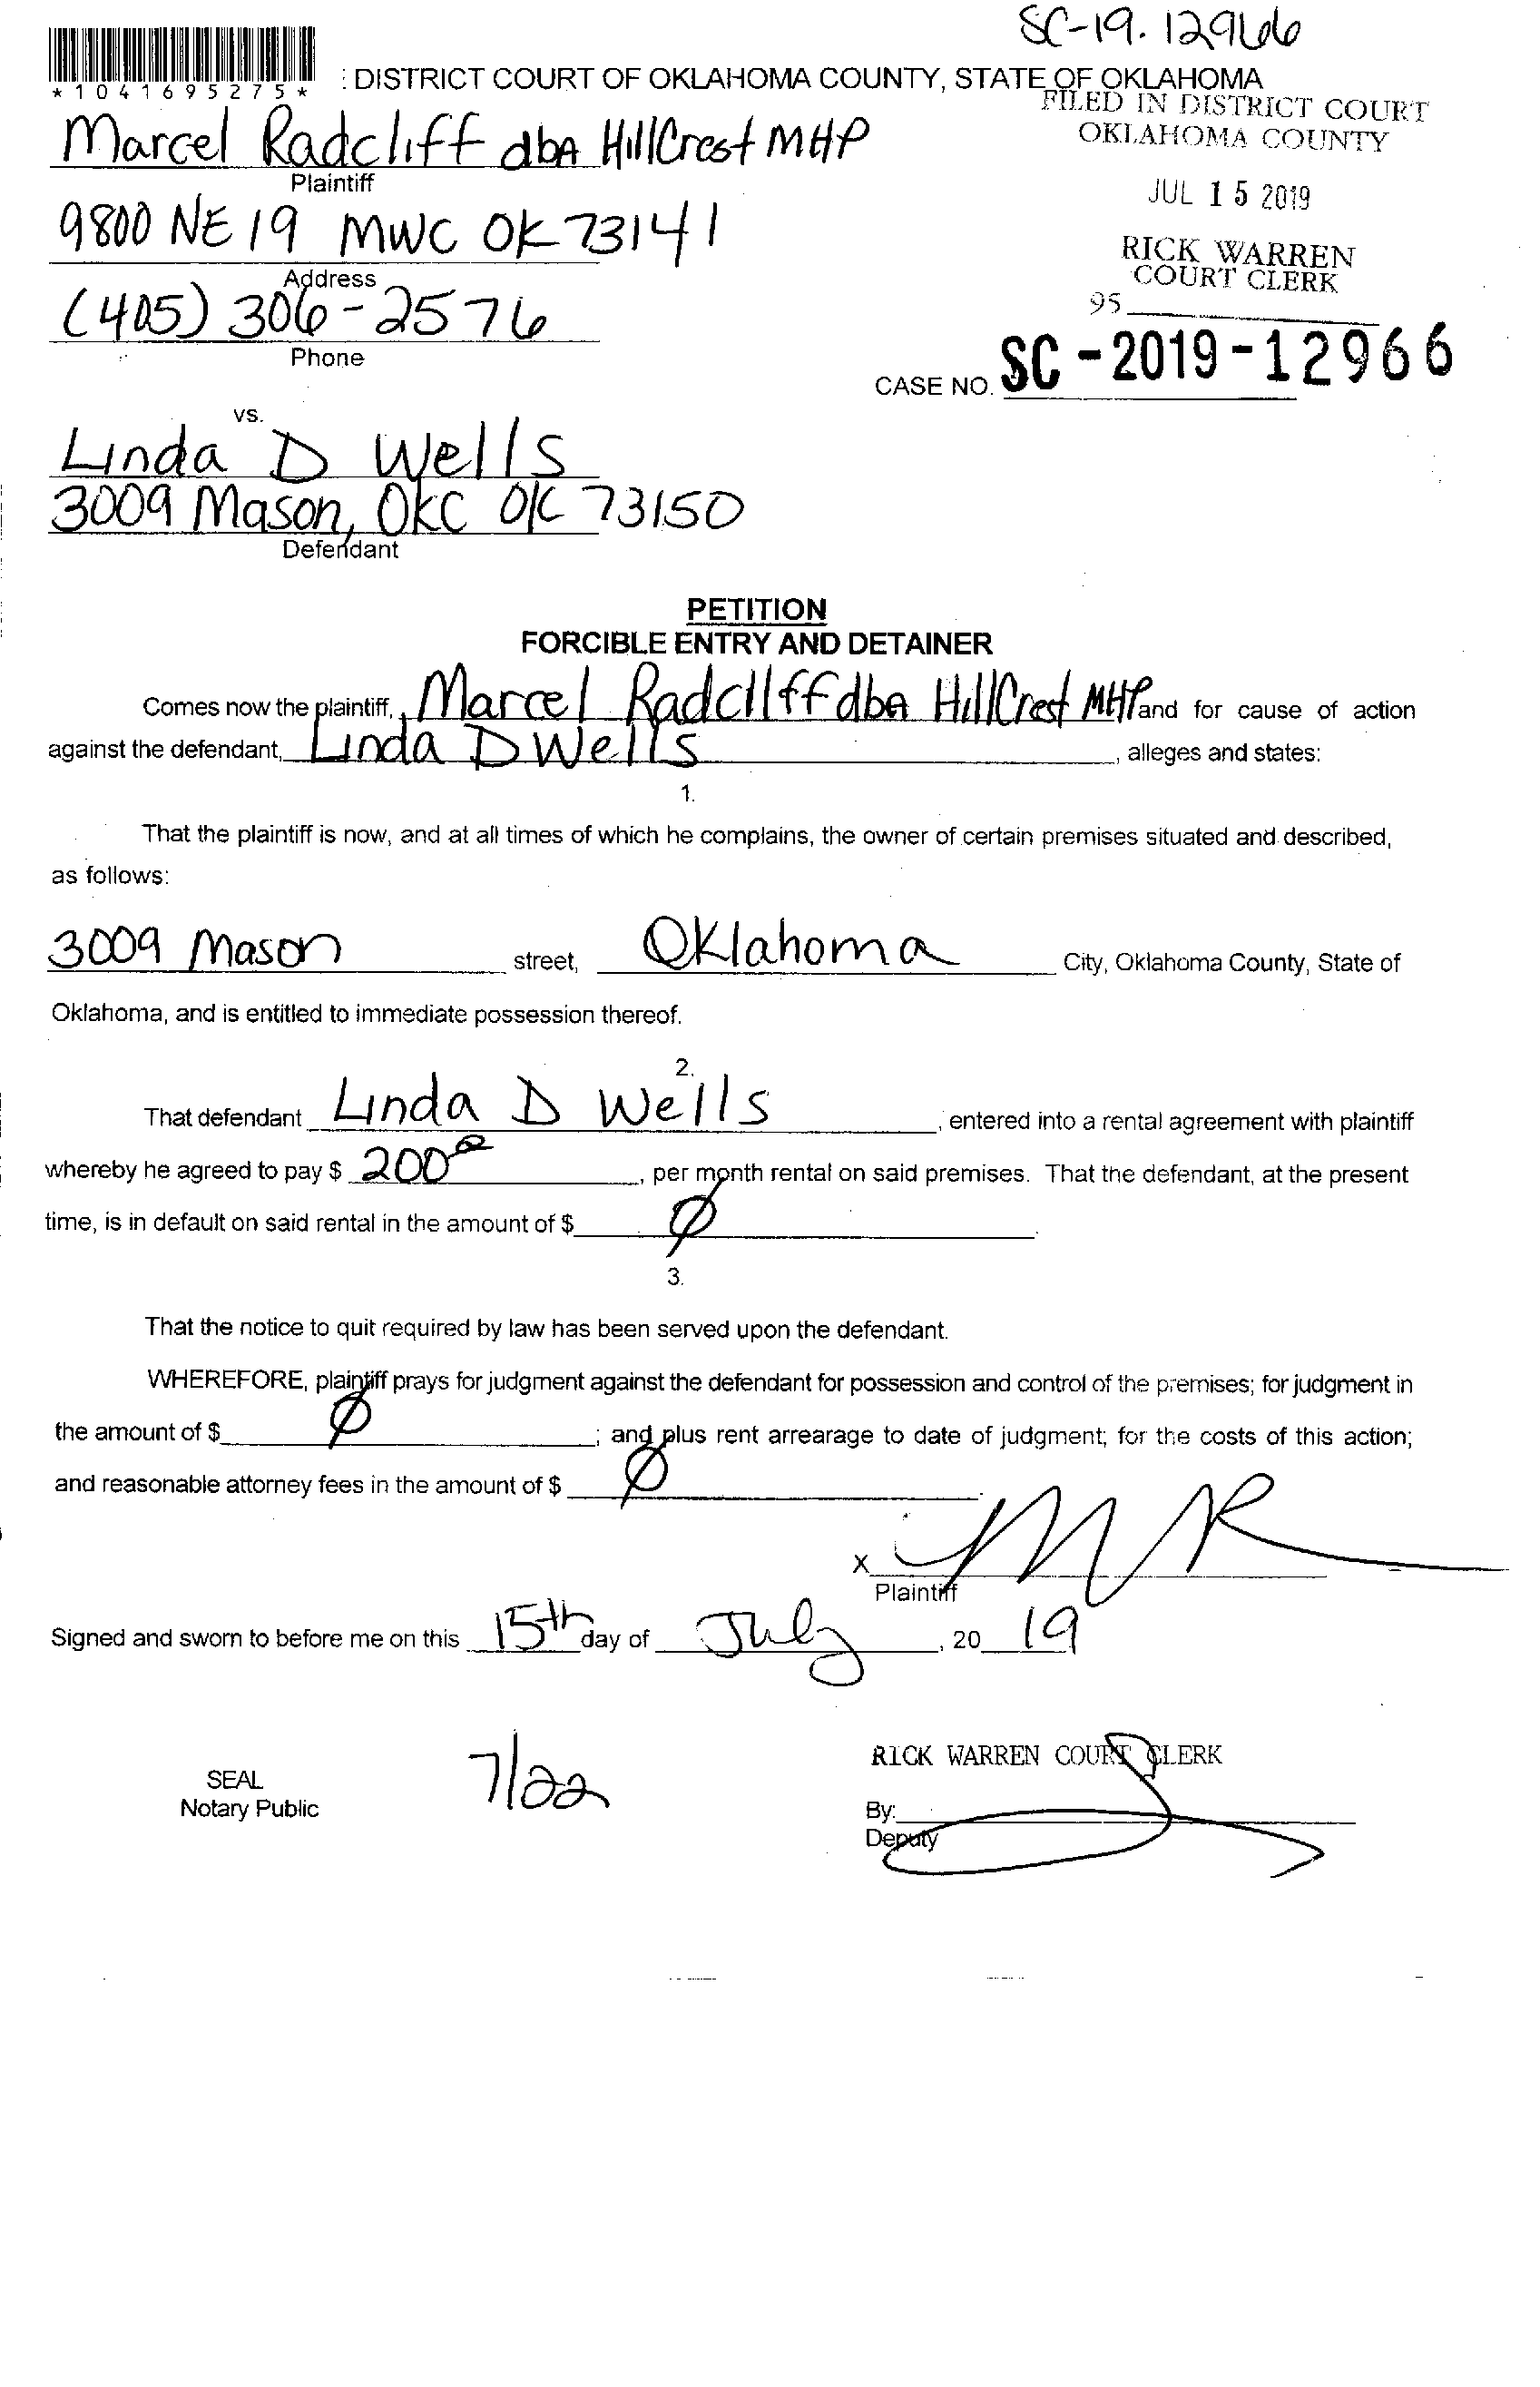 SC-19-12966
*1041695275*
: DISTRICT COURT OF OKLAHOMA COUNTY, STATE OF OKLAHOMA
FILED IN DISTRICT COURT
OKLAHOMA COUNTY
Marcel Radcliff dba HillCrest MHP
Plaintiff
JUL 15 2019
9800 NE 19 MWC OK 73141
Address
RICK WARREN
COURT CLERK
95
(405) 306-2576
Phone
CASE NO. SC-2019-12966
vs.
Linda D Wells
3009 Mason, OKC OK 73150
Defendant
PETITION
FORCIBLE ENTRY AND DETAINER
Comes now the plaintiff, Marcel Radcliff dba HillCrest MHP and for cause of action
against the defendant, Linda D Wells, alleges and states:
1.
That the plaintiff is now, and at all times of which he complains, the owner of certain premises situated and described,
as follows:
3009 Mason street, Oklahoma City, Oklahoma County, State of
Oklahoma, and is entitled to immediate possession thereof.
2.
That defendant Linda D Wells, entered into a rental agreement with plaintiff
whereby he agreed to pay $ 200 00, per month rental on said premises. That the defendant, at the present
time, is in default on said rental in the amount of $ Ø.
3.
That the notice to quit required by law has been served upon the defendant.
WHEREFORE, plaintiff prays for judgment against the defendant for possession and control of the premises; for judgment in
the amount of $ Ø; and plus rent arrearage to date of judgment; for the costs of this action;
and reasonable attorney fees in the amount of $ Ø.
X MR
Plaintiff
Signed and sworn to before me on this 15th day of July, 20 19
RICK WARREN COURT CLERK
SEAL
Notary Public
7/22
By:
Deputy